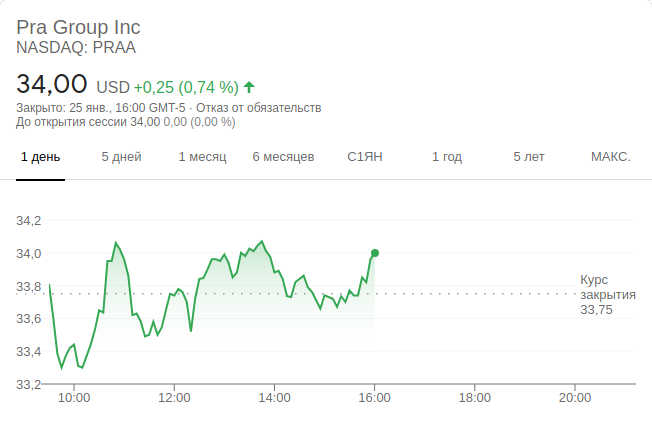 Pra Group Inc
NASDAQ: PRAA
34,00 USD +0,25 (0,74 %)
Закрыто: 25 янв., 16:00 GMT-5 · Отказ от обязательств
До открытия сессии 34,00 0,00 (0,00 %)
1 день 5 дней 1 месяц 6 месяцев С1ЯН 1 год 5 лет МАКС.
34,2
34,0
33,8
33,6
33,4
33,2
Курс
закрытия
33,75
10:00 12:00 14:00 16:00 18:00 20:00